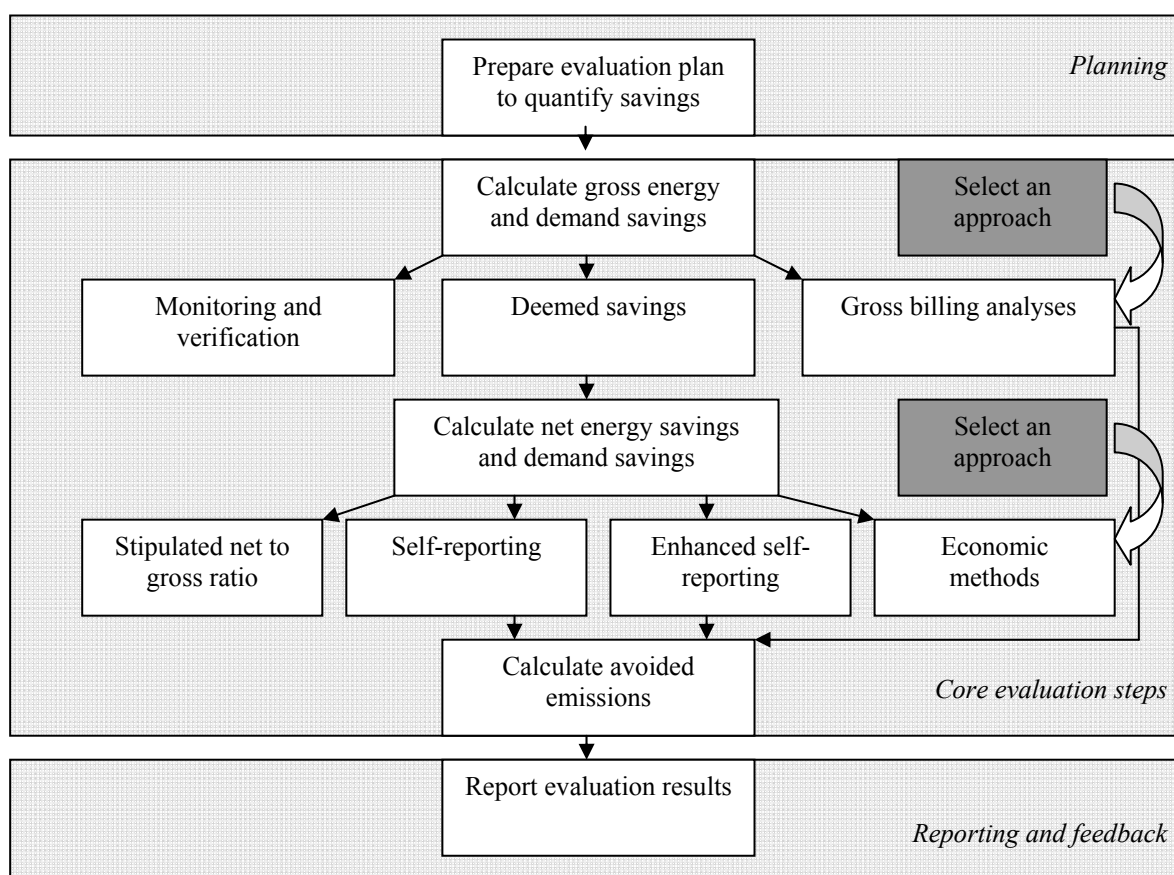 Prepare evaluation plan
to quantify savings
Planning
Calculate gross energy
and demand savings
Select an
approach
Monitoring and
verification
Deemed savings
Gross billing analyses
Calculate net energy savings
and demand savings
Select an
approach
Stipulated net to
gross ratio
Self-reporting
Enhanced self-
reporting
Economic
methods
Calculate avoided
emissions
Core evaluation steps
Report evaluation results
Reporting and feedback